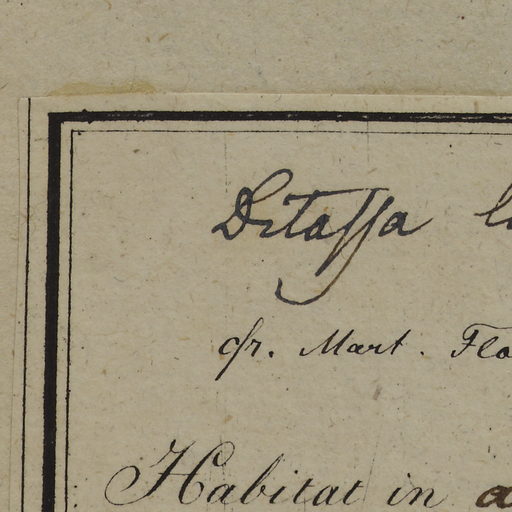 Ditassa
cfr. Mart. Flo
Habitat in